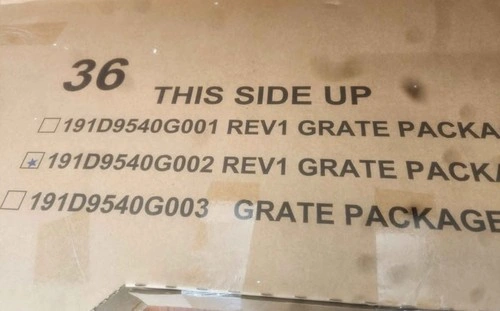 36
THIS SIDE UP
191D9540G001 REV1 GRATE PACKA
191D9540G002 REV1 GRATE PACKA
191D9540G003 GRATE PACKAGE